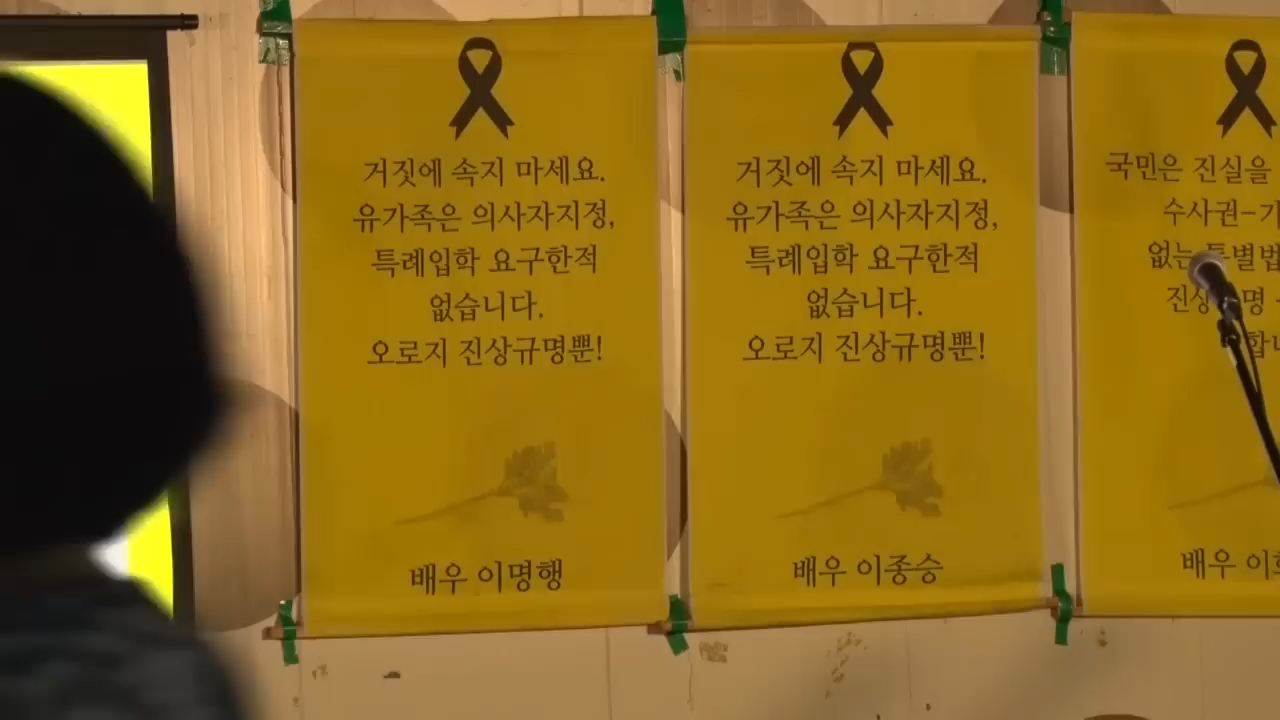 거짓에 속지 마세요.
유가족은 의사자지정,
특례입학 요구한적
없습니다.
오로지 진상규명뿐!
배우 이명행
거짓에 속지 마세요.
유가족은 의사자지정,
특례입학 요구한적
없습니다.
오로지 진상규명뿐!
배우 이종승
국민은 진실을
수사권-기
없는 특별법
진상 명
합니
배우 이